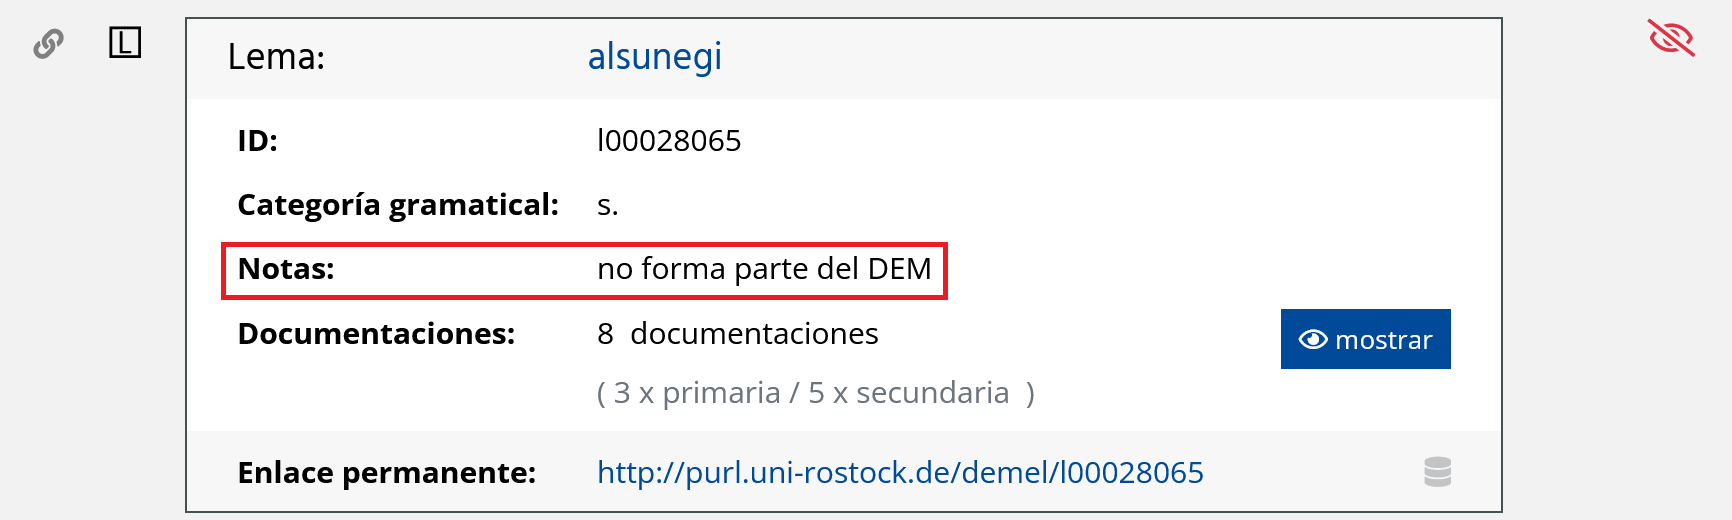 L
Lema: alsunegi
ID: l00028065
Categoría gramatical: s.
Notas: no forma parte del DEM
Documentaciones: 8 documentaciones
mostrar
( 3 x primaria / 5 x secundaria )
Enlace permanente: http://purl.uni-rostock.de/demel/l00028065